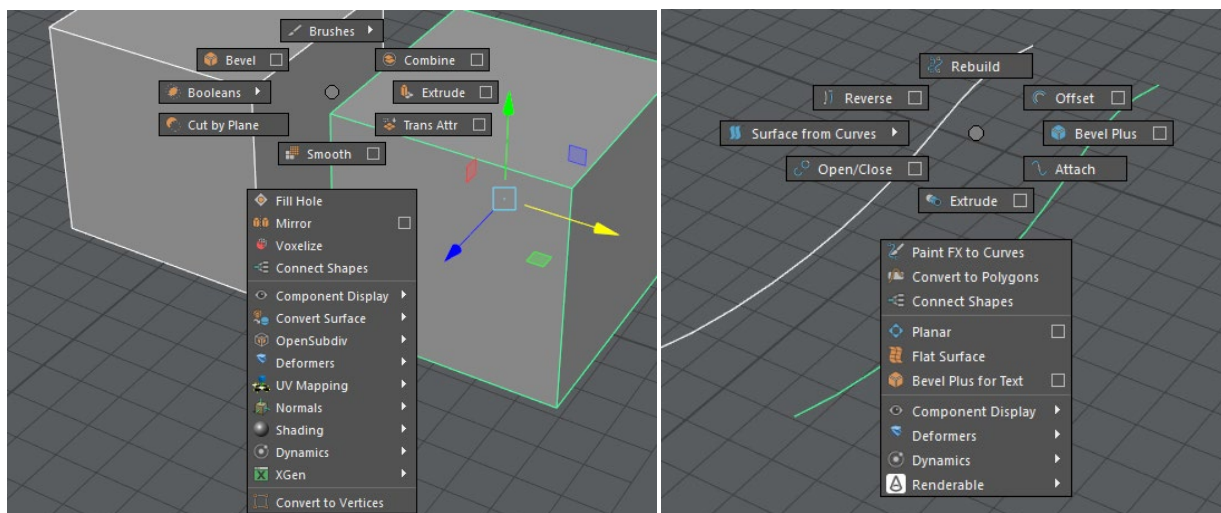 Brushes
Bevel
Combine
Booleans
Extrude
Cut by Plane
Trans Attr
Smooth
Fill Hole
Mirror
Voxelize
Connect Shapes
Component Display
Convert Surface
OpenSubdiv
Deformers
UV Mapping
Normals
Shading
Dynamics
XGen
Convert to Vertices
Rebuild
Reverse
Offset
Surface from Curves
Bevel Plus
Open/Close
Attach
Extrude
Paint FX to Curves
Convert to Polygons
Connect Shapes
Planar
Flat Surface
Bevel Plus for Text
Component Display
Deformers
Dynamics
Renderable